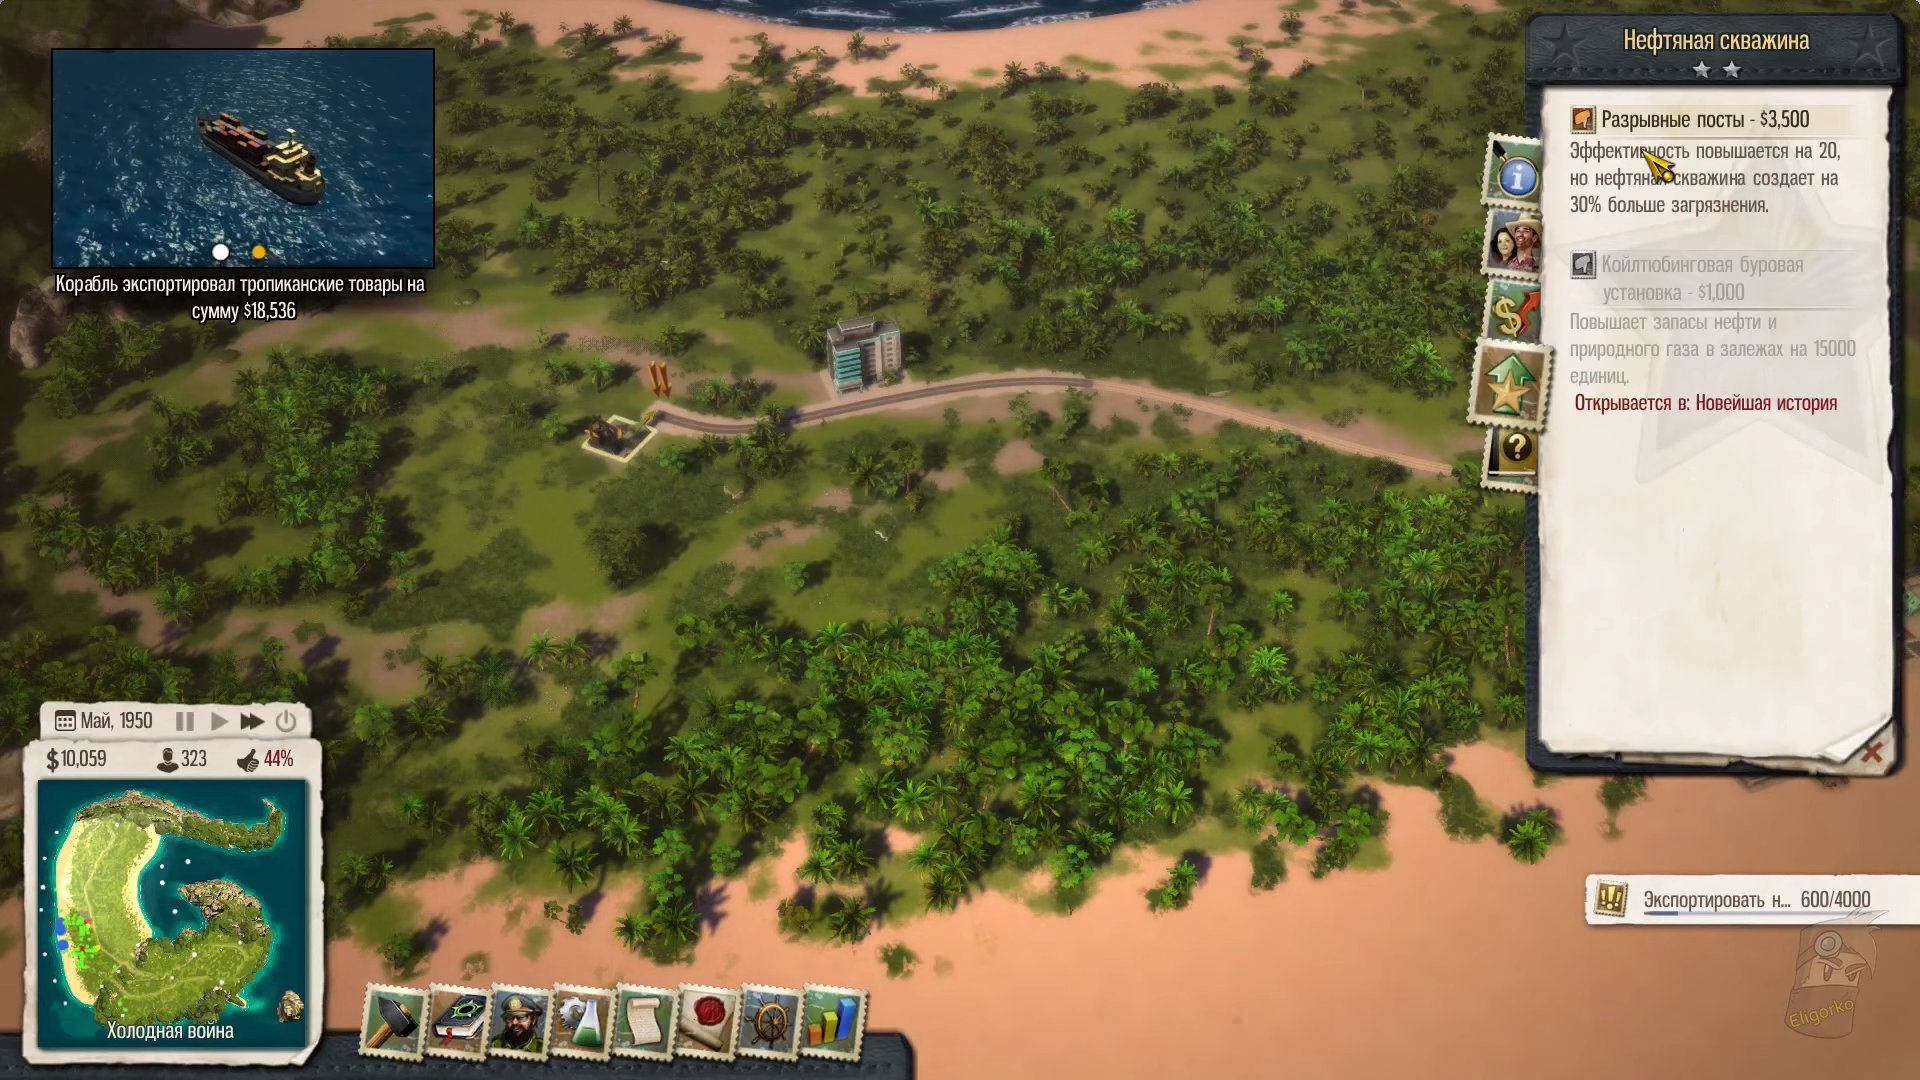 Нефтяная скважина
Разрывные посты - $3,500
Эффективность повышается на 20,
но нефтяная скважина создает на
30% больше загрязнения.
Койлтюбинговая буровая
установка - $1,000
Повышает запасы нефти и
природного газа в залежах на 15000
единиц.
Открывается в: Новейшая история
Корабль экспортировал тропиканские товары на
сумму $18,536
Май, 1950
$10,059 323 44%
Холодная война
Экспортировать н... 600/4000
Eligorko